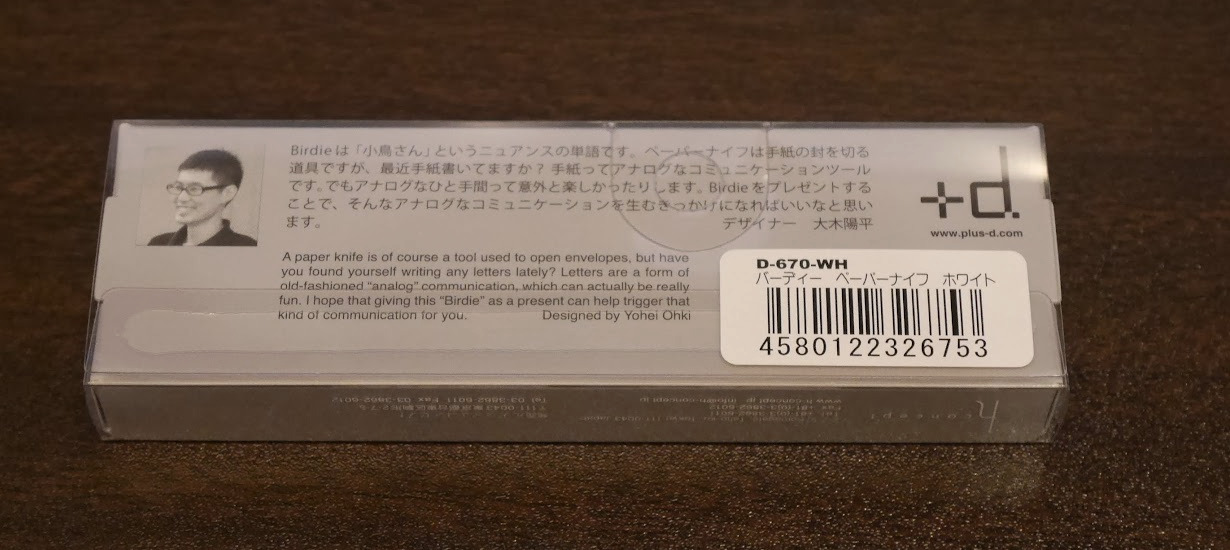 Birdieは「小鳥さん」というニュアンスの単語です。ペーパーナイフは手紙の封を切る
道具ですが、最近手紙書いてますか？手紙ってアナログなコミュニケーションツール
です。でもアナログなひと手間って意外と楽しかったりします。Birdieをプレゼントする
ことで、そんなアナログなコミュニケーションを生むきっかけになればいいなと思い
ます。
デザイナー 大木陽平
+d.
www.plus-d.com
A paper knife is of course a tool used to open envelopes, but have
you found yourself writing any letters lately? Letters are a form of
old-fashioned “analog” communication, which can actually be really
fun. I hope that giving this “Birdie” as a present can help trigger that
kind of communication for you. Designed by Yohei Ohki
D-670-WH
バーディー ペーパーナイフ ホワイト
4580122326753
h concept